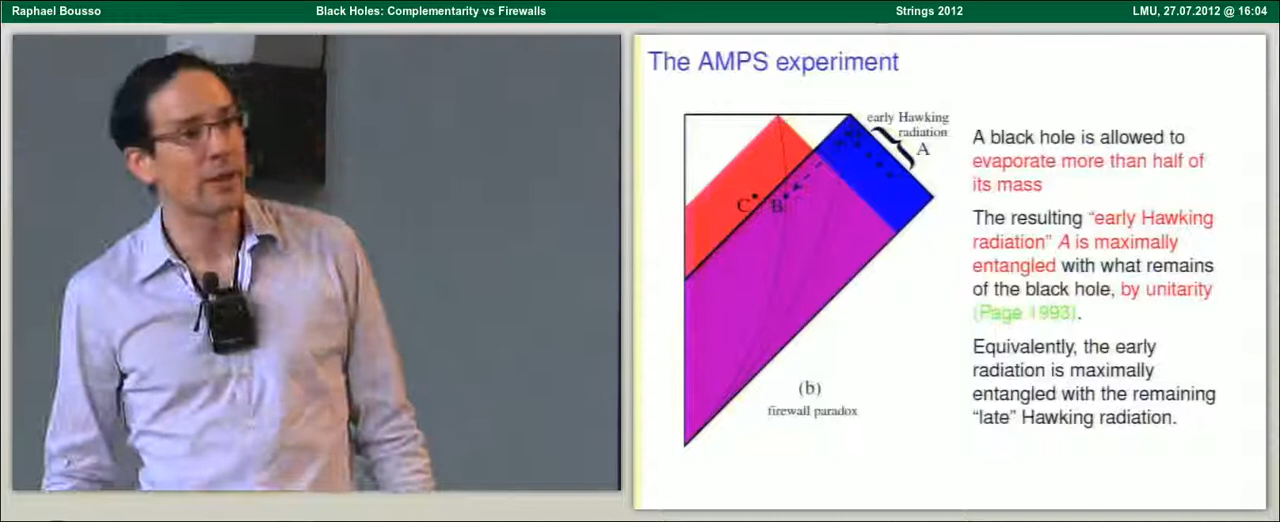 Raphael Bousso
Black Holes: Complementarity vs Firewalls
Strings 2012
LMU, 27.07.2012 @ 16:04
The AMPS experiment
early Hawking
radiation
A
C
B
(b)
firewall paradox
A black hole is allowed to
evaporate more than half of
its mass
The resulting “early Hawking
radiation” A is maximally
entangled with what remains
of the black hole, by unitarity
(Page 1993).
Equivalently, the early
radiation is maximally
entangled with the remaining
“late” Hawking radiation.